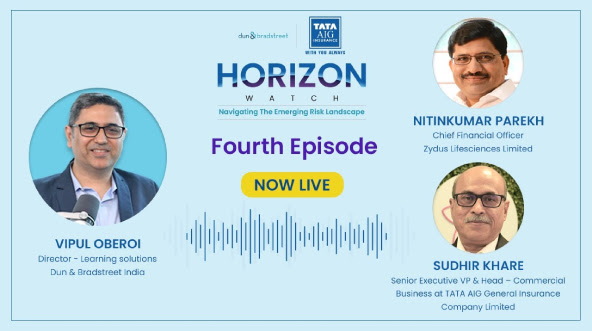 dun & bradstreet
TATA
AIG
INSURANCE
WITH YOU ALWAYS
HORIZON
WATCH
Navigating The Emerging Risk Landscape
Fourth Episode
NOW LIVE
VIPUL OBEROI
Director - Learning solutions
Dun & Bradstreet India
NITINKUMAR PAREKH
Chief Financial Officer
Zydus Lifesciences Limited
SUDHIR KHARE
Senior Executive VP & Head – Commercial
Business at TATA AIG General Insurance
Company Limited